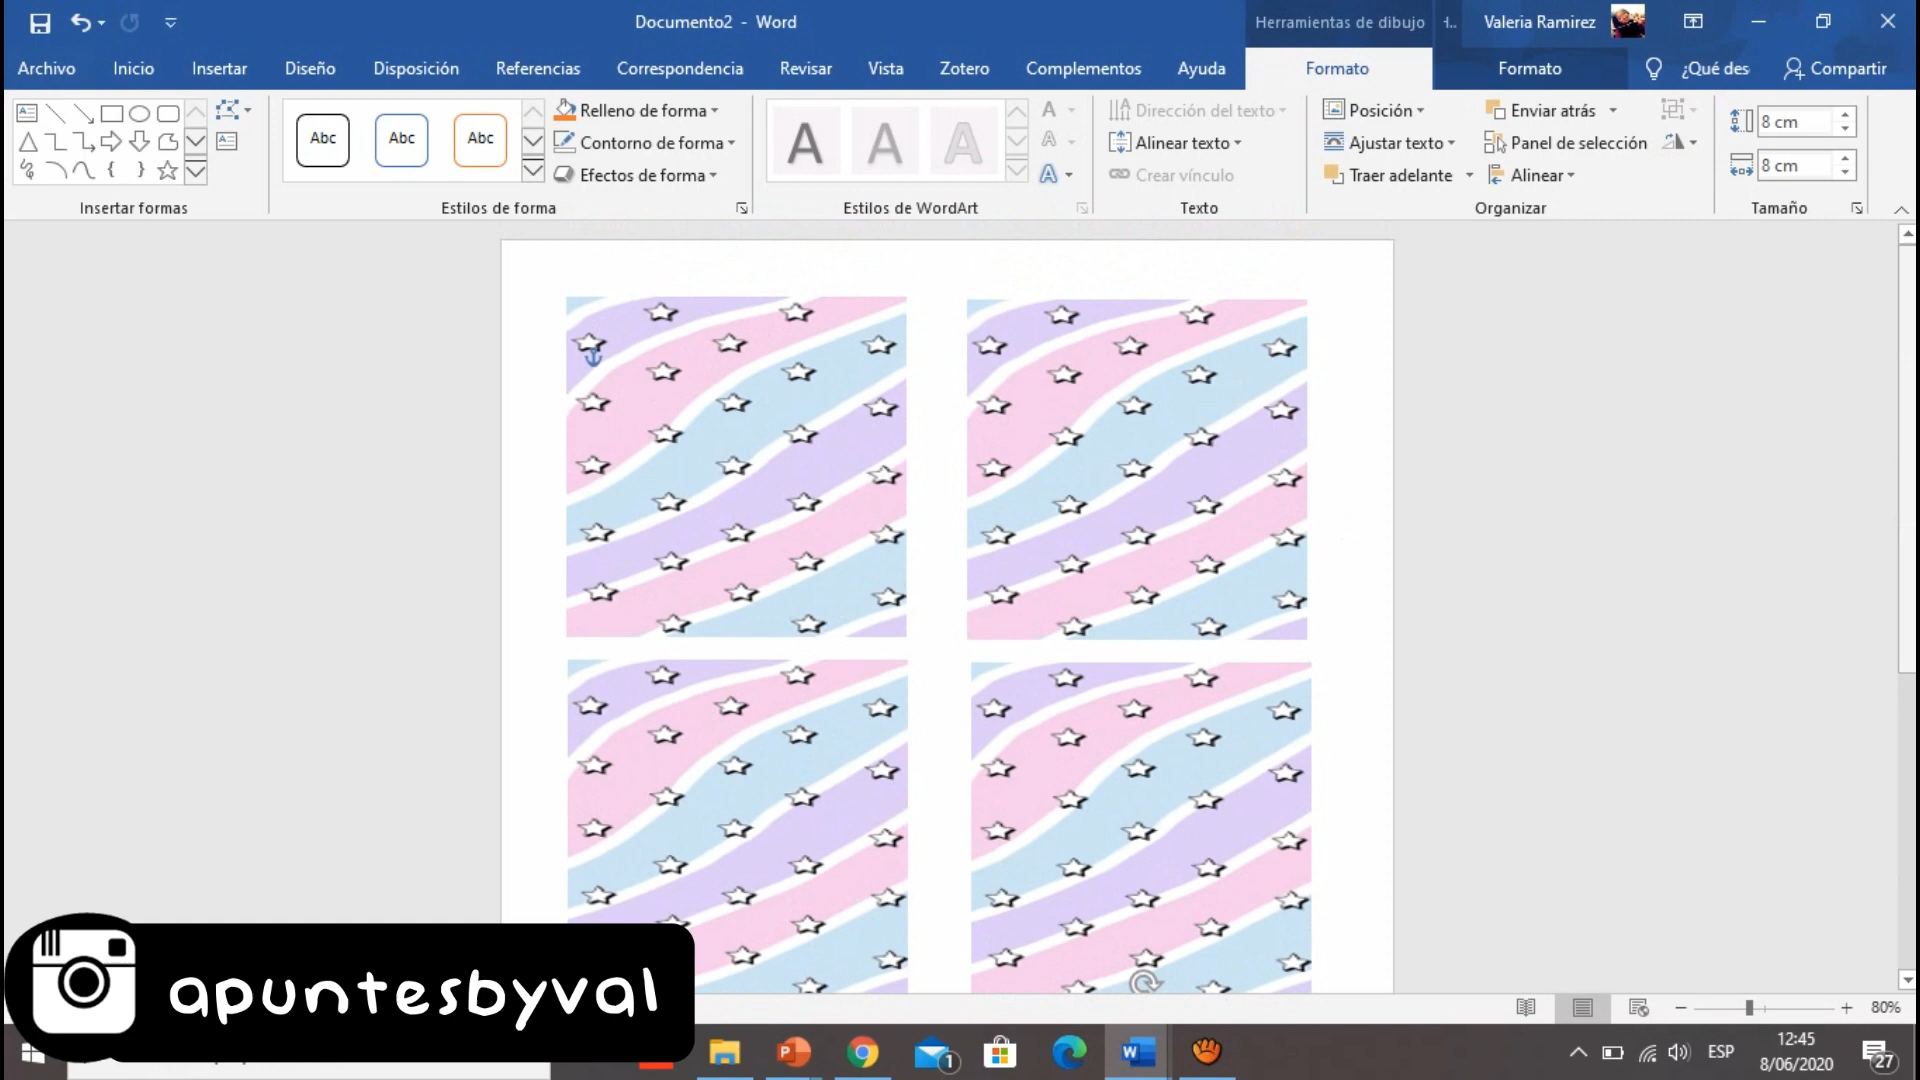 Documento2 - Word
Herramientas de dibujo
Valeria Ramirez
Archivo Inicio Insertar Diseño Disposición Referencias Correspondencia Revisar Vista Zotero Complementos Ayuda Formato Formato ¿Qué des Compartir
Abc Abc Abc
Relleno de forma
Contorno de forma
Efectos de forma
A A A
A
A
A
Dirección del texto
Alinear texto
Crear vínculo
Posición
Ajustar texto
Traer adelante
Enviar atrás
Panel de selección
Alinear
8 cm
8 cm
Insertar formas
Estilos de forma
Estilos de WordArt
Texto
Organizar
Tamaño
apuntesbyval
80%
1
ESP
12:45
8/06/2020
27